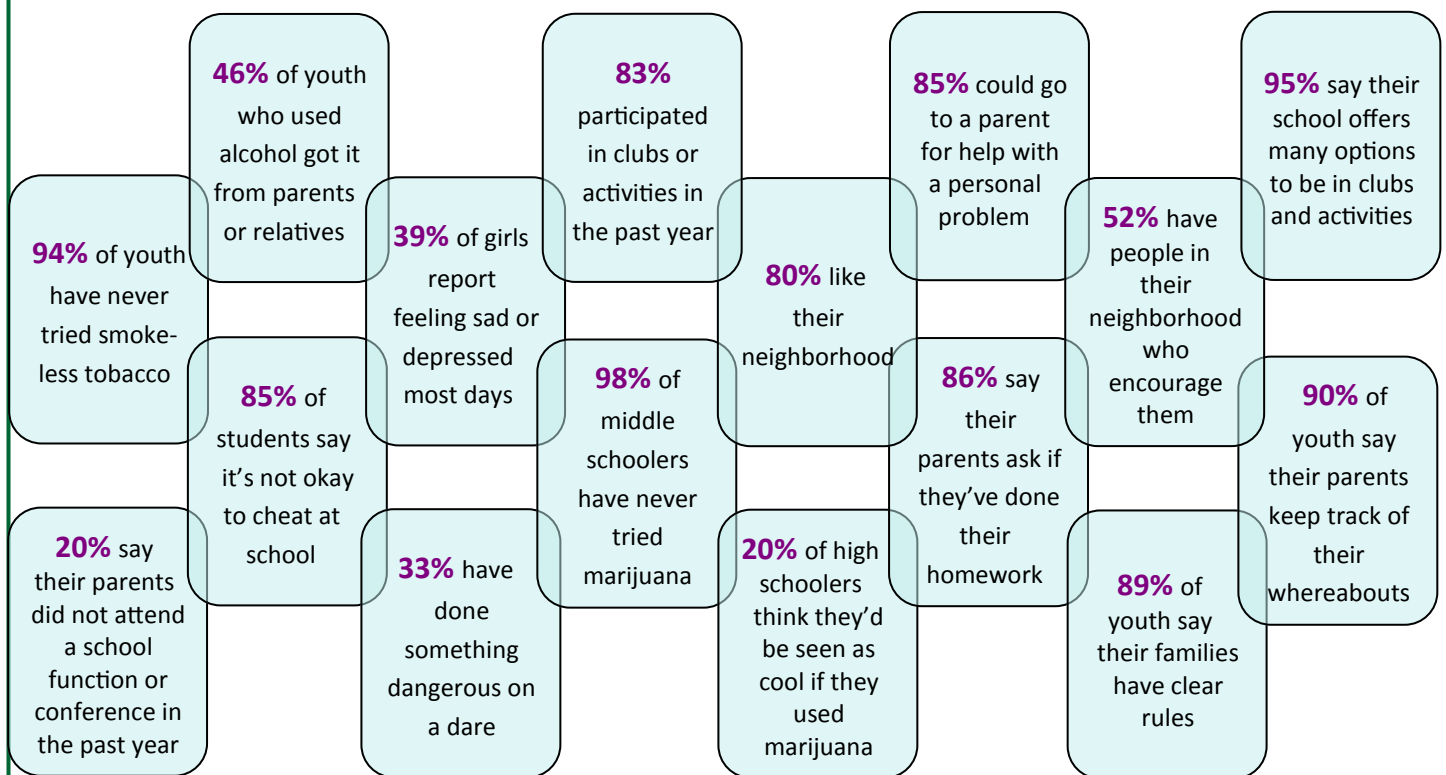 46% of youth
who used
alcohol got it
from parents
or relatives
83%
participated
in clubs or
activities in
the past year
85% could go
to a parent
for help with
a personal
problem
95% say their
school offers
many options
to be in clubs
and activities
94% of youth
have never
tried smoke-
less tobacco
39% of girls
report
feeling sad or
depressed
most days
80% like
their
neighborhood
52% have
people in
their
neighborhood
who
encourage
them
85% of
students say
it's not okay
to cheat at
school
98% of
middle
schoolers
have never
tried
marijuana
86% say
their
parents ask if
they've done
their
homework
90% of
youth say
their parents
keep track of
their
whereabouts
20% say
their parents
did not attend
a school
function or
conference in
the past year
33% have
done
something
dangerous on
a dare
20% of high
schoolers
think they'd
be seen as
cool if they
used
marijuana
89% of
youth say
their families
have clear
rules